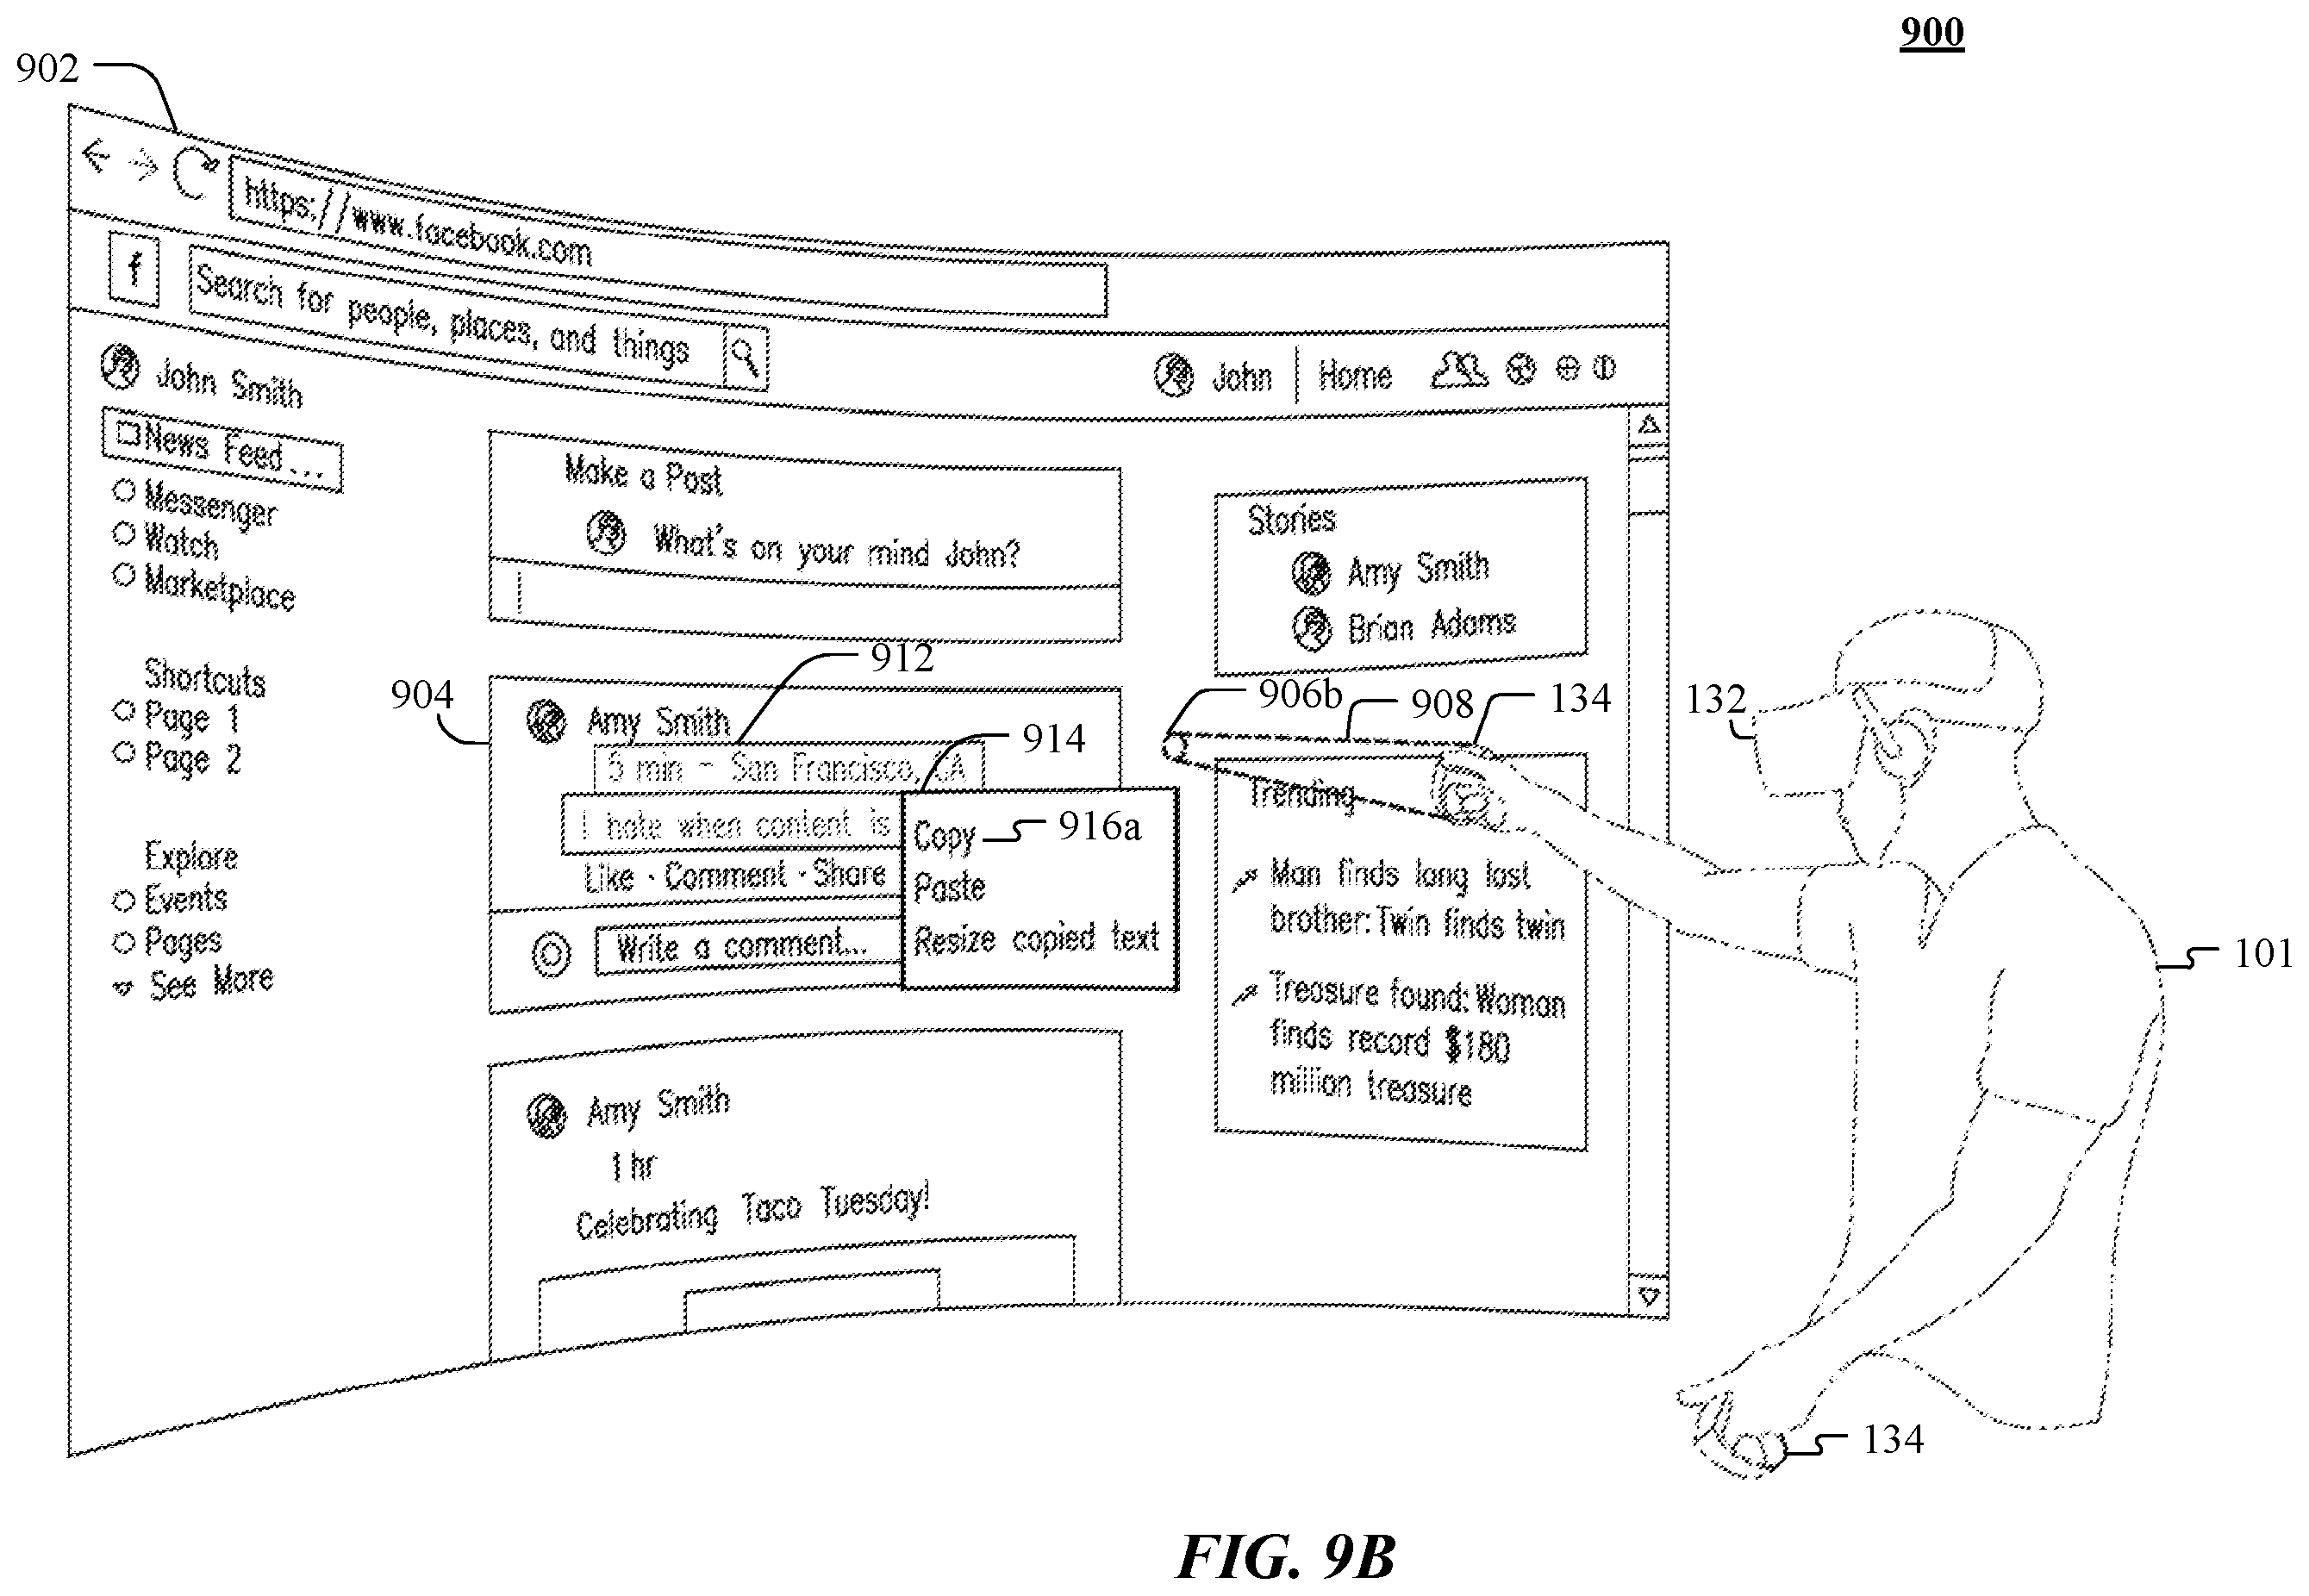 900
902
https://www.facebook.com
f
Search for people, places, and things
John Smith
John | Home
News Feed...
Messenger
Watch
Marketplace
Shortcuts
Page 1
Page 2
Explore
Events
Pages
See More
Make a Post
What's on your mind John?
Stories
Amy Smith
Brian Adams
912
904
906b
908
134
132
Amy Smith
914
5 min - San Francisco, CA
I hate when content is
Like · Comment · Share
Write a comment...
Copy
916a
Paste
Resize copied text
Trending
Man finds long lost
brother: Twin finds twin
Treasure found: Woman
finds record $180
million treasure
101
Amy Smith
1 hr
Celebrating Taco Tuesday!
134
FIG. 9B